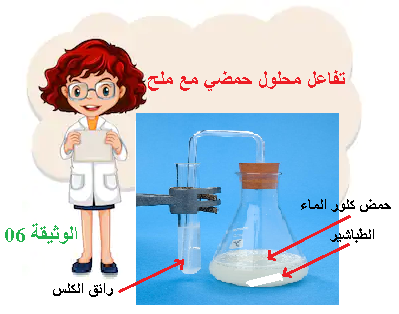 تفاعل محلول حمضي مع ملح
حمض كلور الماء
الطباشير
الوثيقة 06
رائق الكلس